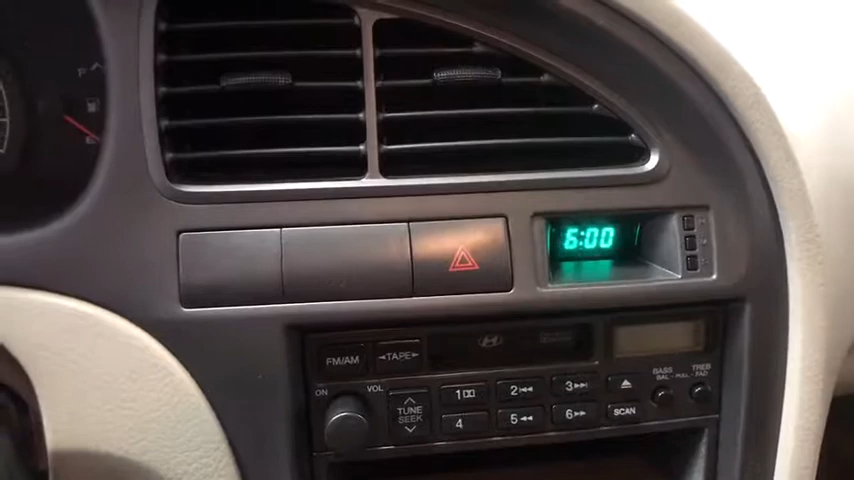 F
6:00
FM/AM
TAPE
ON
VOL
TUNE
SEEK
1
2
3
4
5
6
SCAN
BASS
BAL
TREB
FAD
PULL